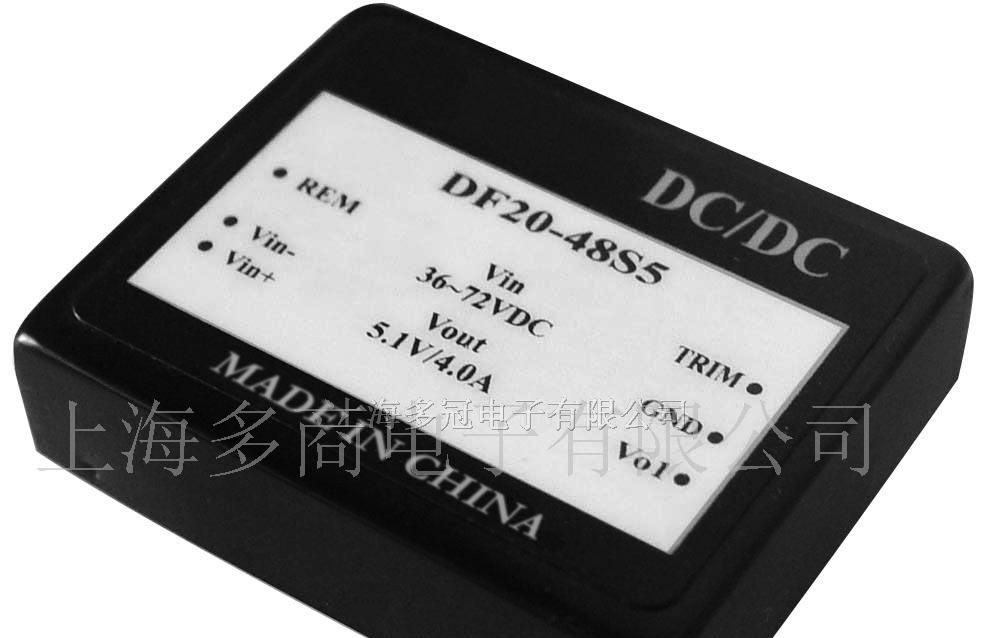 DC/DC
DF20-48S5
REM
Vin-
Vin+
Vin
36~72VDC
Vout
5.1V/4.0A
TRIM
GND
Vo1
MADE IN CHINA
上海多冠电子有限公司
上海多商电子有限公司